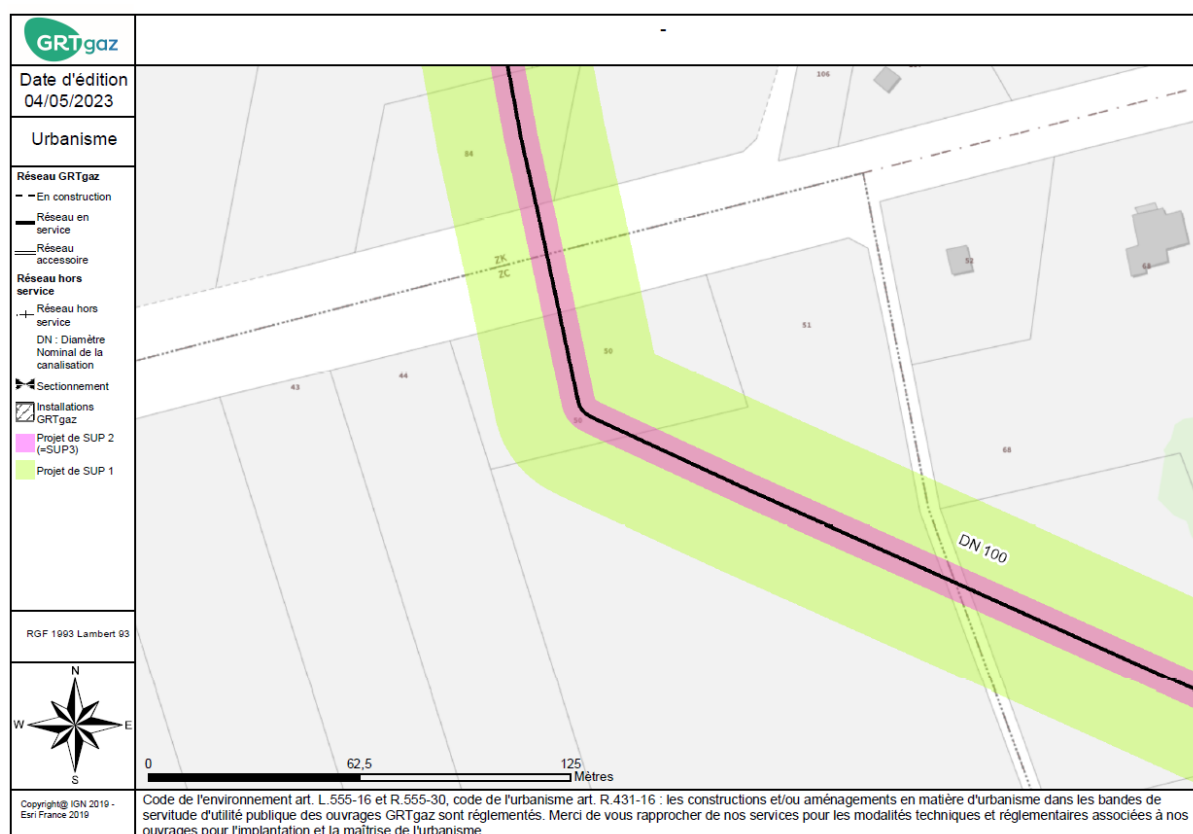 GRTgaz
-
Date d'édition
04/05/2023
Urbanisme
Réseau GRTgaz
En construction
Réseau en
service
Réseau
accessoire
Réseau hors
service
Réseau hors
service
DN : Diamètre
Nominal de la
canalisation
Sectionnement
Installations
GRTgaz
Projet de SUP 2
(=SUP3)
Projet de SUP 1
RGF 1993 Lambert 93
N
W
E
S
Copyright@ IGN 2019 -
Esri France 2019
106
84
ZK
ZC
52
68
51
50
43
44
50
68
DN 100
0
62,5
125
Mètres
Code de l'environnement art. L.555-16 et R.555-30, code de l'urbanisme art. R.431-16 : les constructions et/ou aménagements en matière d'urbanisme dans les bandes de
servitude d'utilité publique des ouvrages GRTgaz sont réglementés. Merci de vous rapprocher de nos services pour les modalités techniques et réglementaires associées à nos
ouvrages pour l'implantation et la maîtrise de l'urbanisme